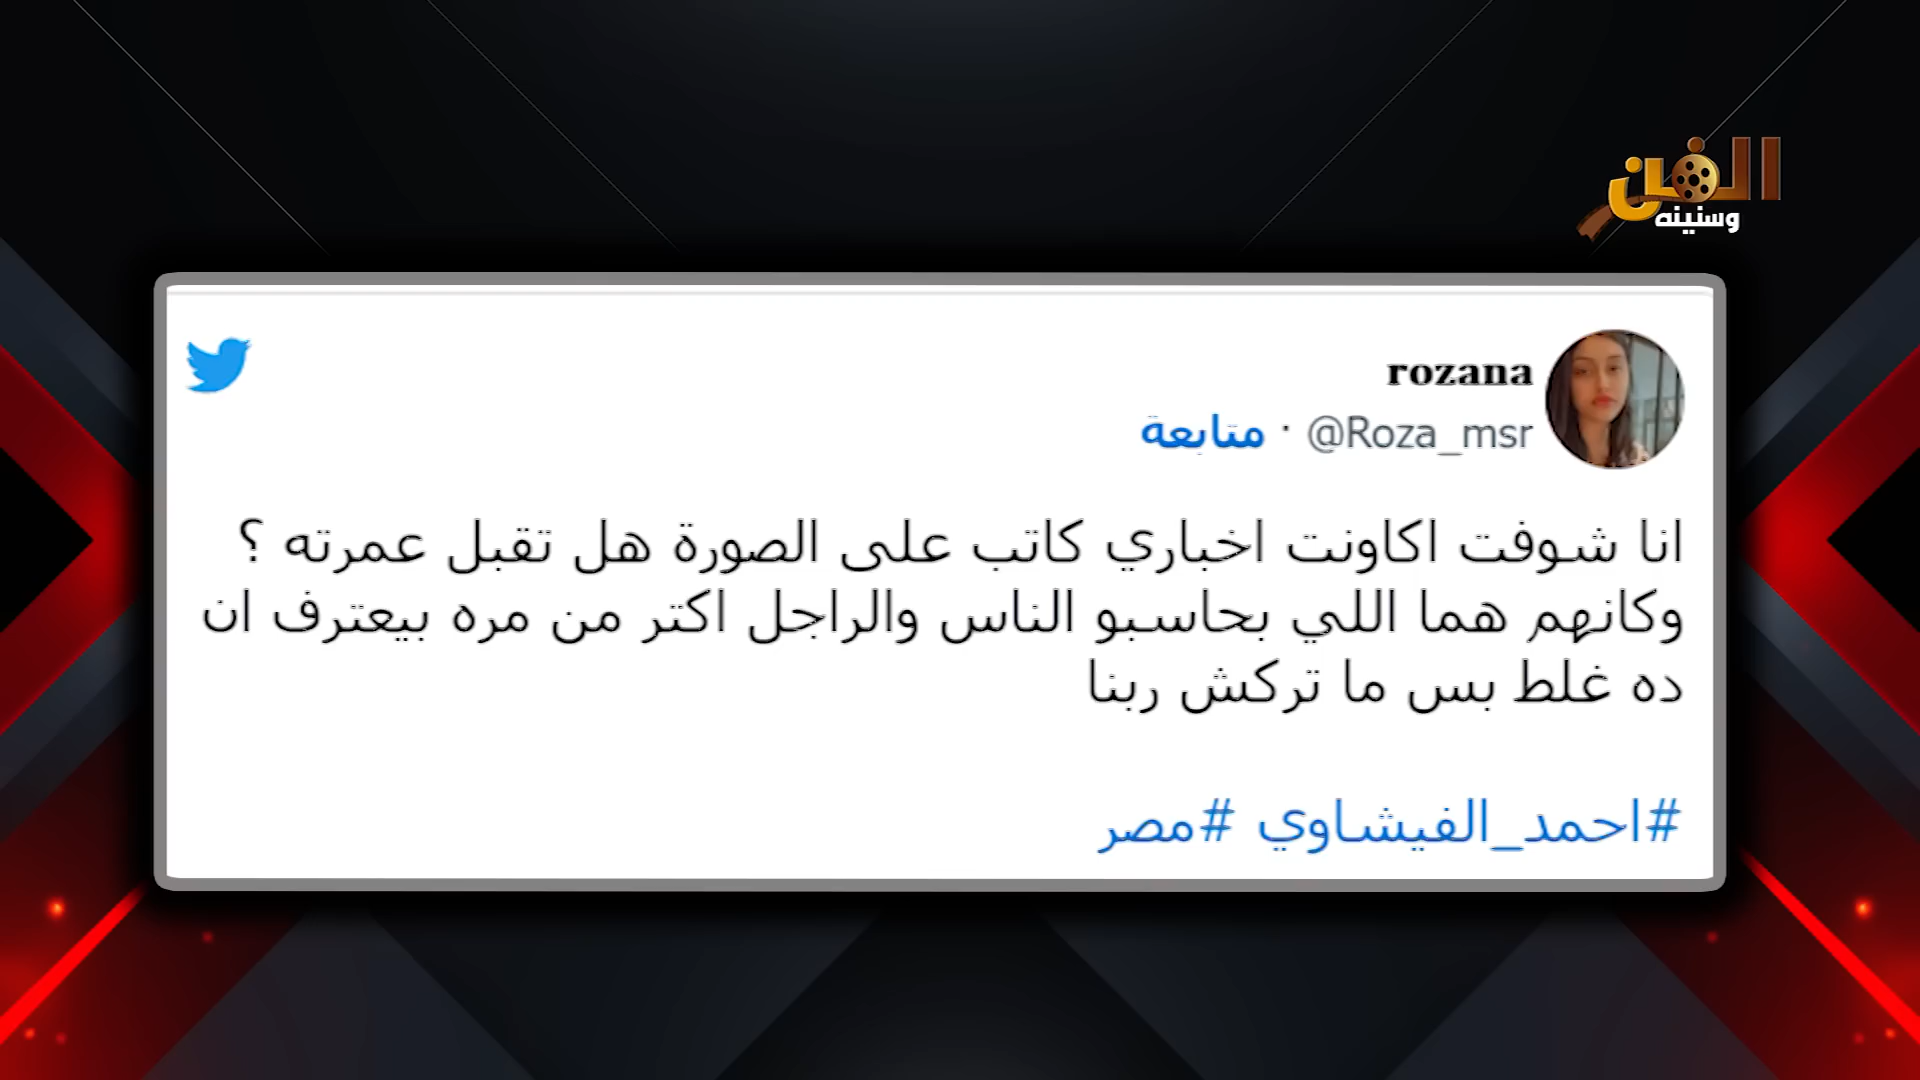 الفن
وسنينه
rozana
@Roza_msr · متابعة
انا شوفت اكاونت اخباري كاتب على الصورة هل تقبل عمرته ؟
وكانهم هما اللي بحاسبو الناس والراجل اكتر من مره بيعترف ان
ده غلط بس ما تركش ربنا
#احمد_الفيشاوي #مصر